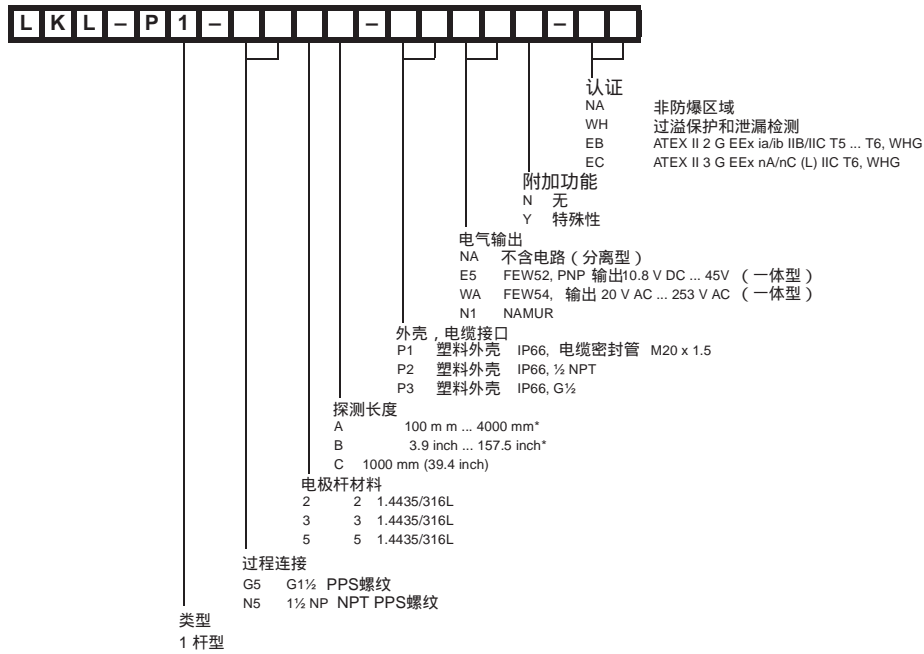 LKL–P1– – –
认证
NA 非防爆区域
WH 过溢保护和泄漏检测
EB ATEX II 2 G EEx ia/ib IIB/IIC T5 ... T6, WHG
EC ATEX II 3 G EEx nA/nC (L) IIC T6, WHG
附加功能
N 无
Y 特殊性
电气输出
NA 不含电路（分离型）
E5 FEW52, PNP 输出10.8 V DC ... 45V （一体型）
WA FEW54, 输出 20 V AC ... 253 V AC （一体型）
N1 NAMUR
外壳，电缆接口
P1 塑料外壳 IP66, 电缆密封管 M20 x 1.5
P2 塑料外壳 IP66, ½ NPT
P3 塑料外壳 IP66, G½
探测长度
A 100 m m ... 4000 mm*
B 3.9 inch ... 157.5 inch*
C 1000 mm (39.4 inch)
电极杆材料
2 2 1.4435/316L
3 3 1.4435/316L
5 5 1.4435/316L
过程连接
G5 G1½ PPS螺纹
N5 1½ NP NPT PPS螺纹
类型
1 杆型